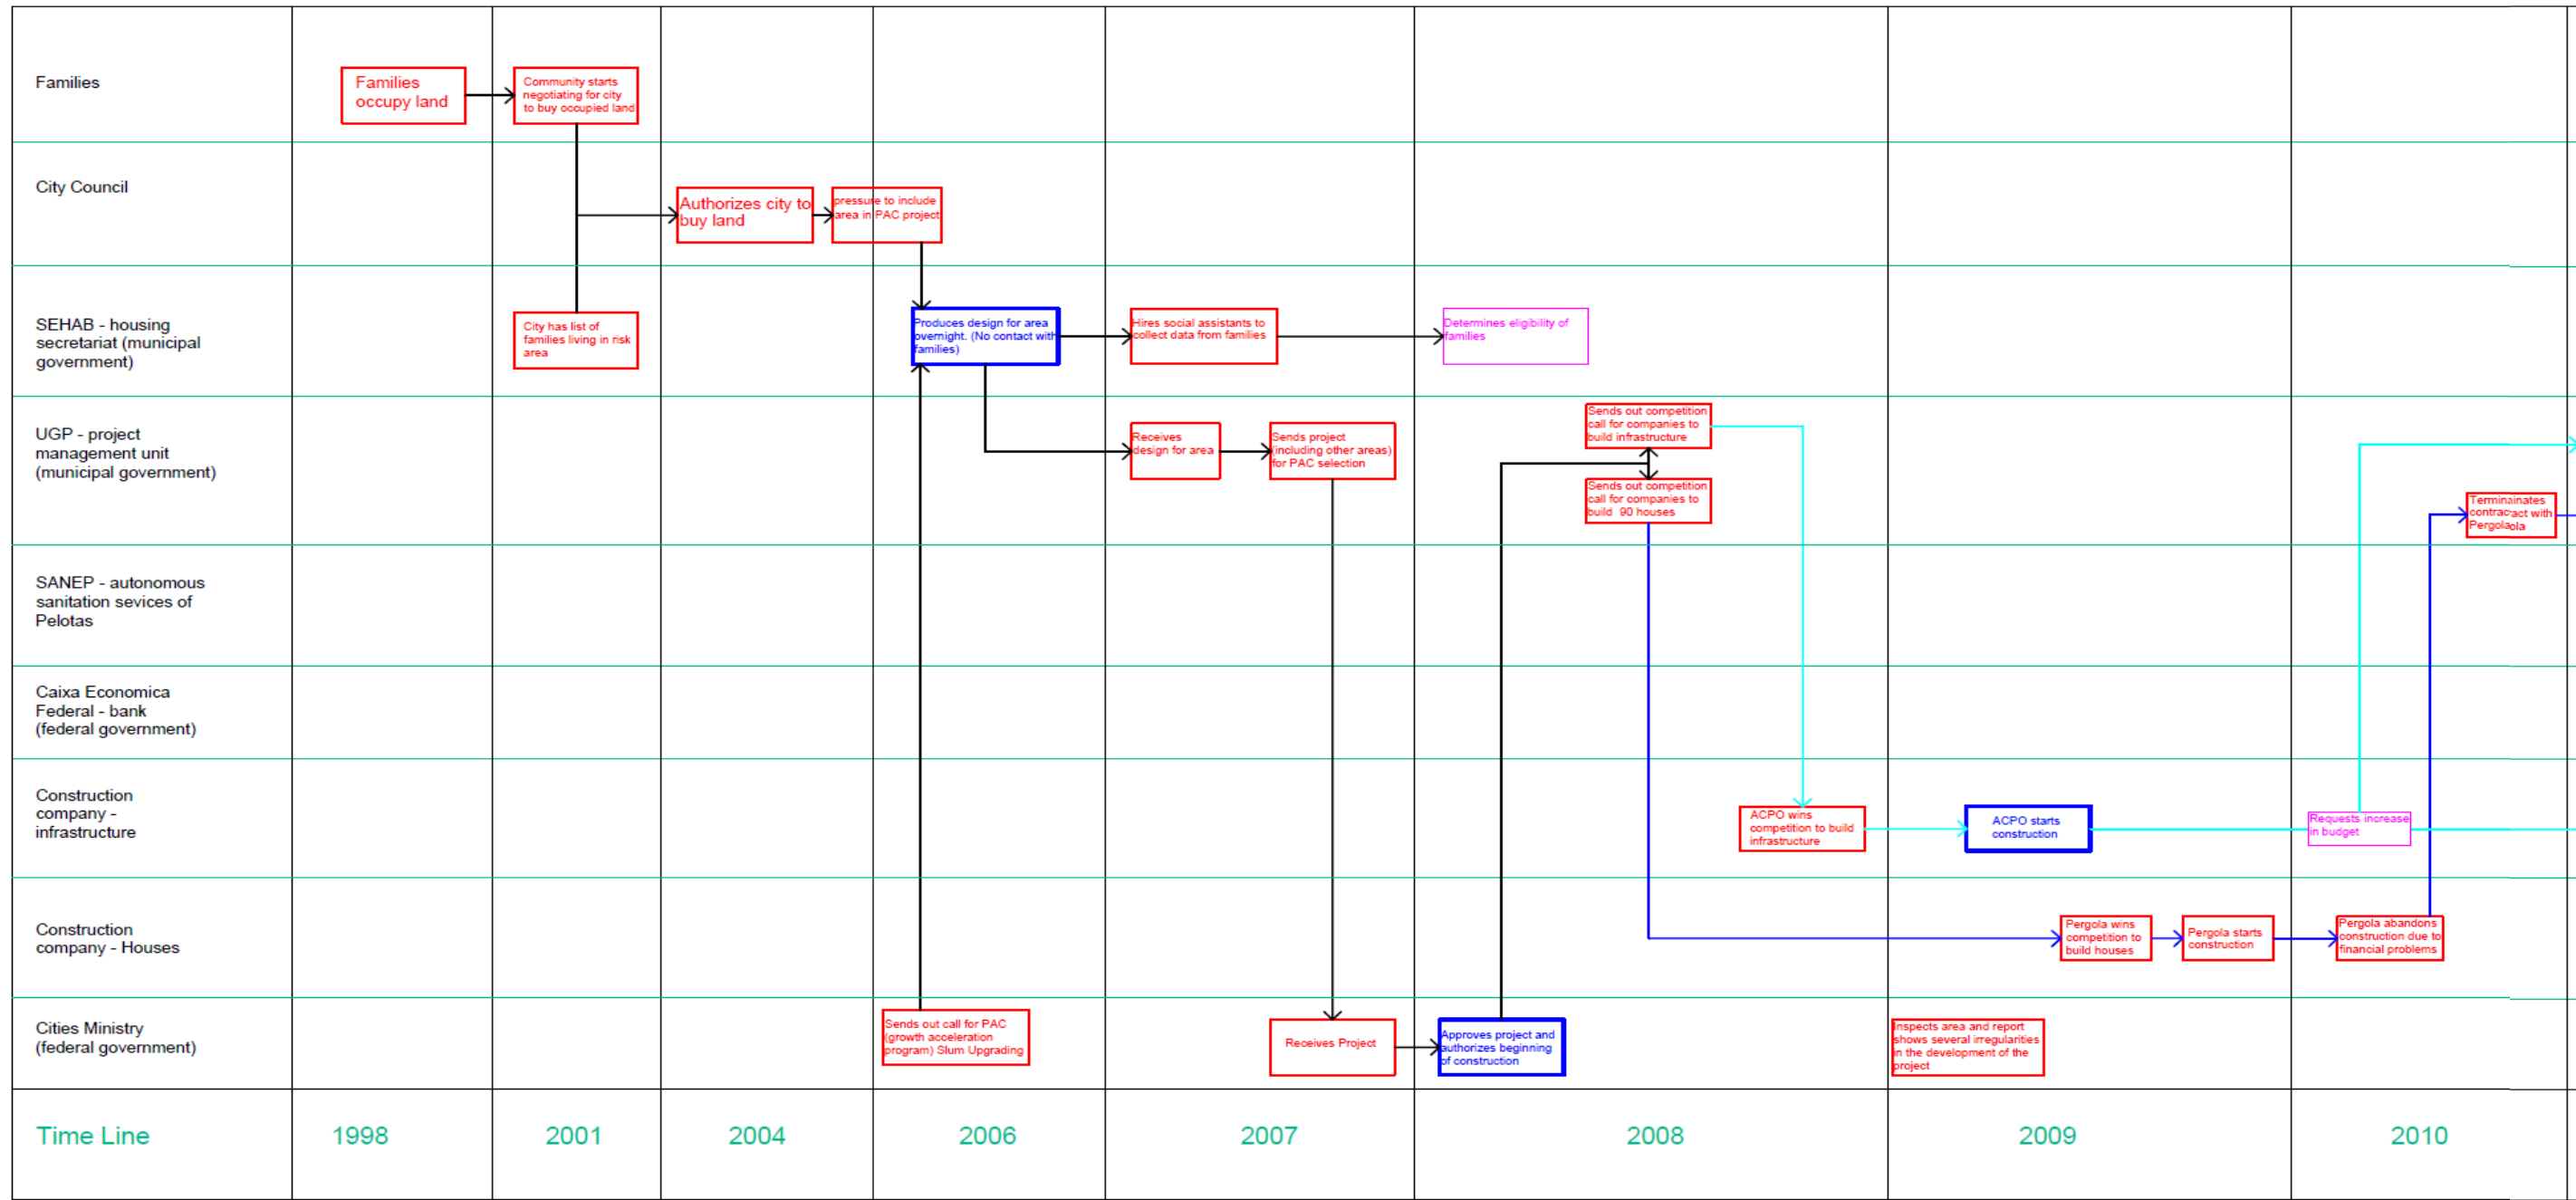 Families
Families
occupy land
Community starts
negotiating for city
to buy occupied land
City Council
Authorizes city to
buy land
pressure to include
area in PAC project
SEHAB - housing
secretariat (municipal
government)
City has list of
families living in risk
area
Produces design for area
overnight. (No contact with
families)
Hires social assistants to
collect data from families
Determines eligibility of
families
UGP - project
management unit
(municipal government)
Receives
design for area
Sends project
(including other areas)
for PAC selection
Sends out competition
call for companies to
build infrastructure
Sends out competition
call for companies to
build 90 houses
Terminainates
contrac act with
Pergola ola
SANEP - autonomous
sanitation sevices of
Pelotas
Caixa Economica
Federal - bank
(federal government)
Construction
company -
infrastructure
ACPO wins
competition to build
infrastructure
ACPO starts
construction
Requests increase
in budget
Construction
company - Houses
Pergola wins
competition to
build houses
Pergola starts
construction
Pergola abandons
construction due to
financial problems
Cities Ministry
(federal government)
Sends out call for PAC
(growth acceleration
program) Slum Upgrading
Receives Project
Approves project and
authorizes beginning
of construction
Inspects area and report
shows several irregularities
in the development of the
project
Time Line
1998
2001
2004
2006
2007
2008
2009
2010